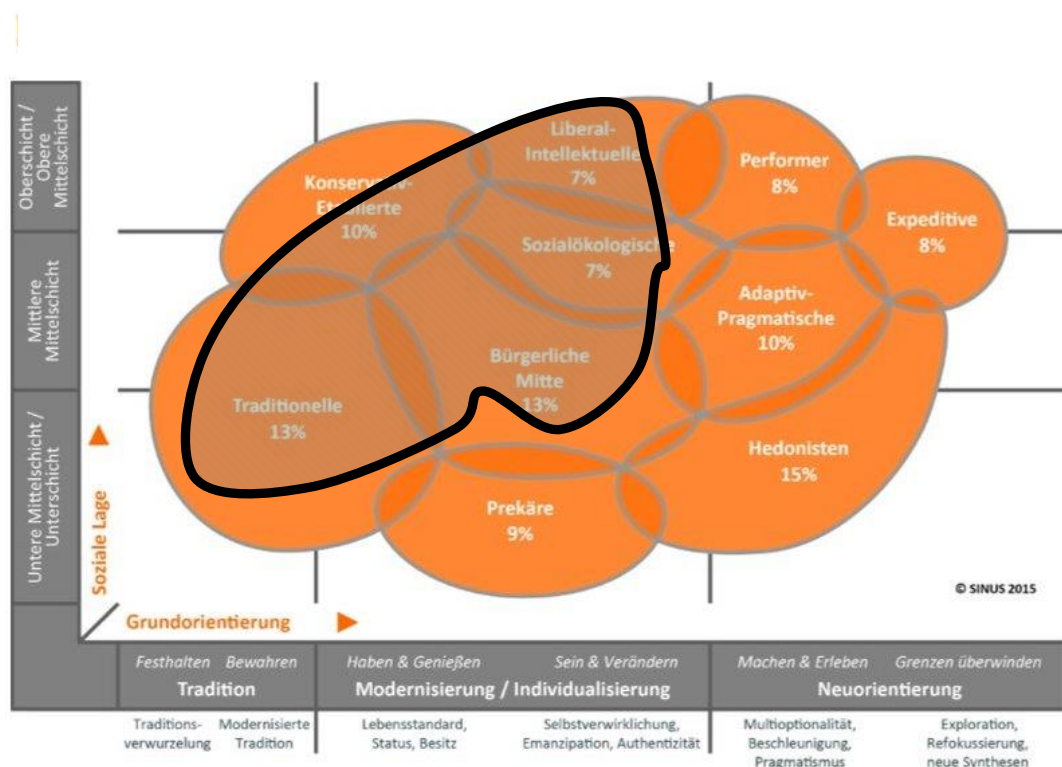 Oberschicht /
Obere
Mittelschicht
Mittlere
Mittelschicht
Untere Mittelschicht /
Unterschicht
Soziale Lage
Konservativ-
Etablierte
10%
Liberal-
Intellektuelle
7%
Performer
8%
Expeditive
8%
Sozialökologische
7%
Adaptiv-
Pragmatische
10%
Bürgerliche
Mitte
13%
Traditionelle
13%
Hedonisten
15%
Prekäre
9%
© SINUS 2015
Grundorientierung
Festhalten Bewahren
Tradition
Haben & Genießen Sein & Verändern
Modernisierung / Individualisierung
Machen & Erleben Grenzen überwinden
Neuorientierung
Traditions-
verwurzelung
Modernisierte
Tradition
Lebensstandard,
Status, Besitz
Selbstverwirklichung,
Emanzipation, Authentizität
Multioptionalität,
Beschleunigung,
Pragmatismus
Exploration,
Refokussierung,
neue Synthesen